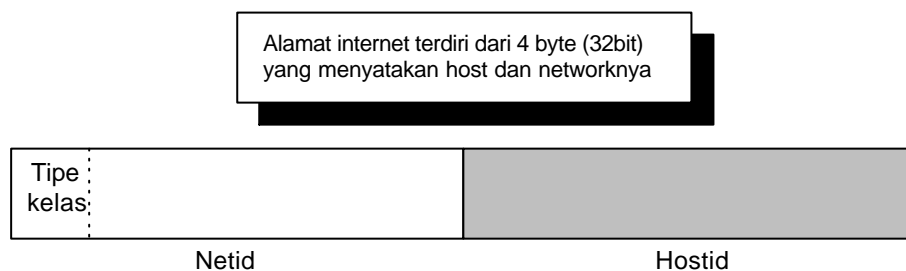 Alamat internet terdiri dari 4 byte (32bit)
yang menyatakan host dan networknya
Tipe
kelas
Netid
Hostid